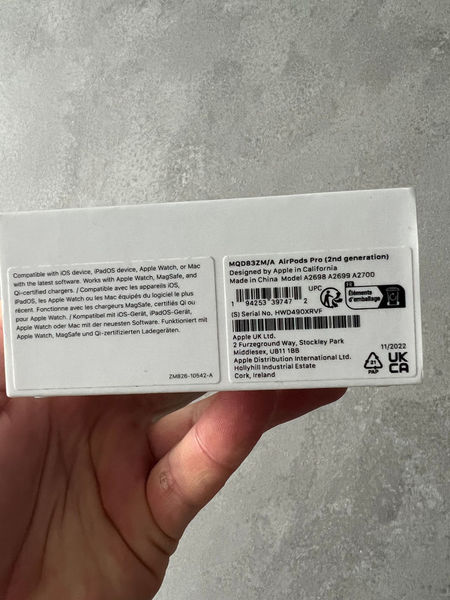 Compatible with iOS device, iPadOS device, Apple Watch, or Mac
with the latest software. Works with Apple Watch, MagSafe, and
Qi-certified chargers. / Compatible avec les appareils iOS,
iPadOS, les Apple Watch ou les Mac équipés du logiciel le plus
récent. Fonctionne avec les chargeurs MagSafe, certifiés Qi ou
pour Apple Watch. / Kompatibel mit iOS-Gerät, iPadOS-Gerät,
Apple Watch oder Mac mit der neuesten Software. Funktioniert mit
Apple Watch, MagSafe und Qi-zertifizierten Ladegeräten.
ZM826-10542-A
MQD83ZM/A AirPods Pro (2nd generation)
Designed by Apple in California
Made in China Model A2698 A2699 A2700
1 94253 39747 2
UPC
FR
Éléments
d'emballage
(S) Serial No. HWD490XRVF
Apple UK Ltd.
2 Furzeground Way, Stockley Park
Middlesex, UB11 1BB
Apple Distribution International Ltd.
Hollyhill Industrial Estate
Cork, Ireland
11/2022
21
PAP
UK
CA